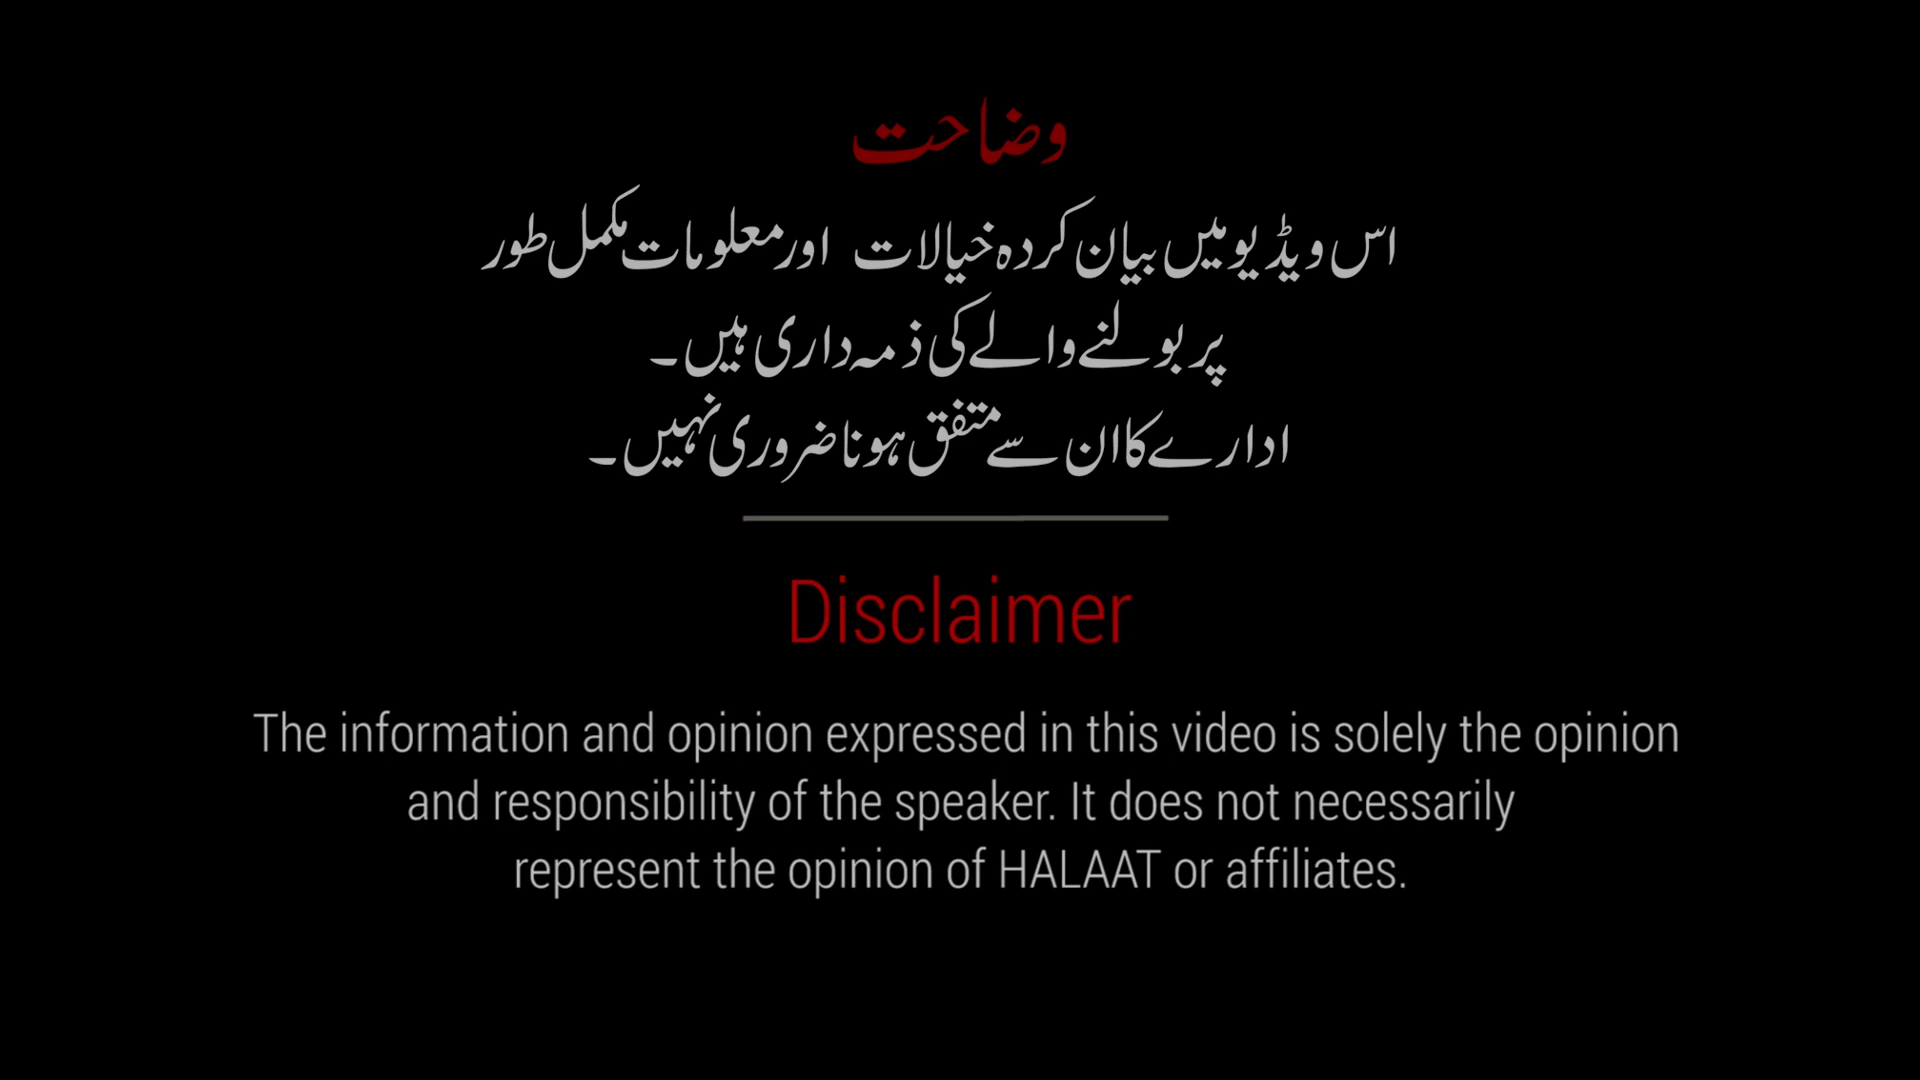 وضاحت
اس ویڈیو میں بیان کردہ خیالات اور معلومات مکمل طور
پر بولنے والے کی ذمہ داری ہیں۔
ادارے کا ان سے متفق ہونا ضروری نہیں۔
Disclaimer
The information and opinion expressed in this video is solely the opinion
and responsibility of the speaker. It does not necessarily
represent the opinion of HALAAT or affiliates.